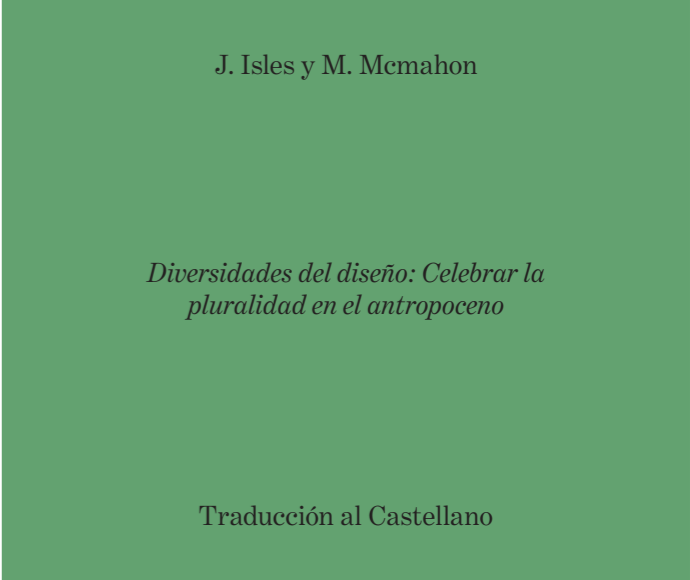 J. Isles y M. Mcmahon
Diversidades del diseño: Celebrar la
pluralidad en el antropoceno
Traducción al Castellano